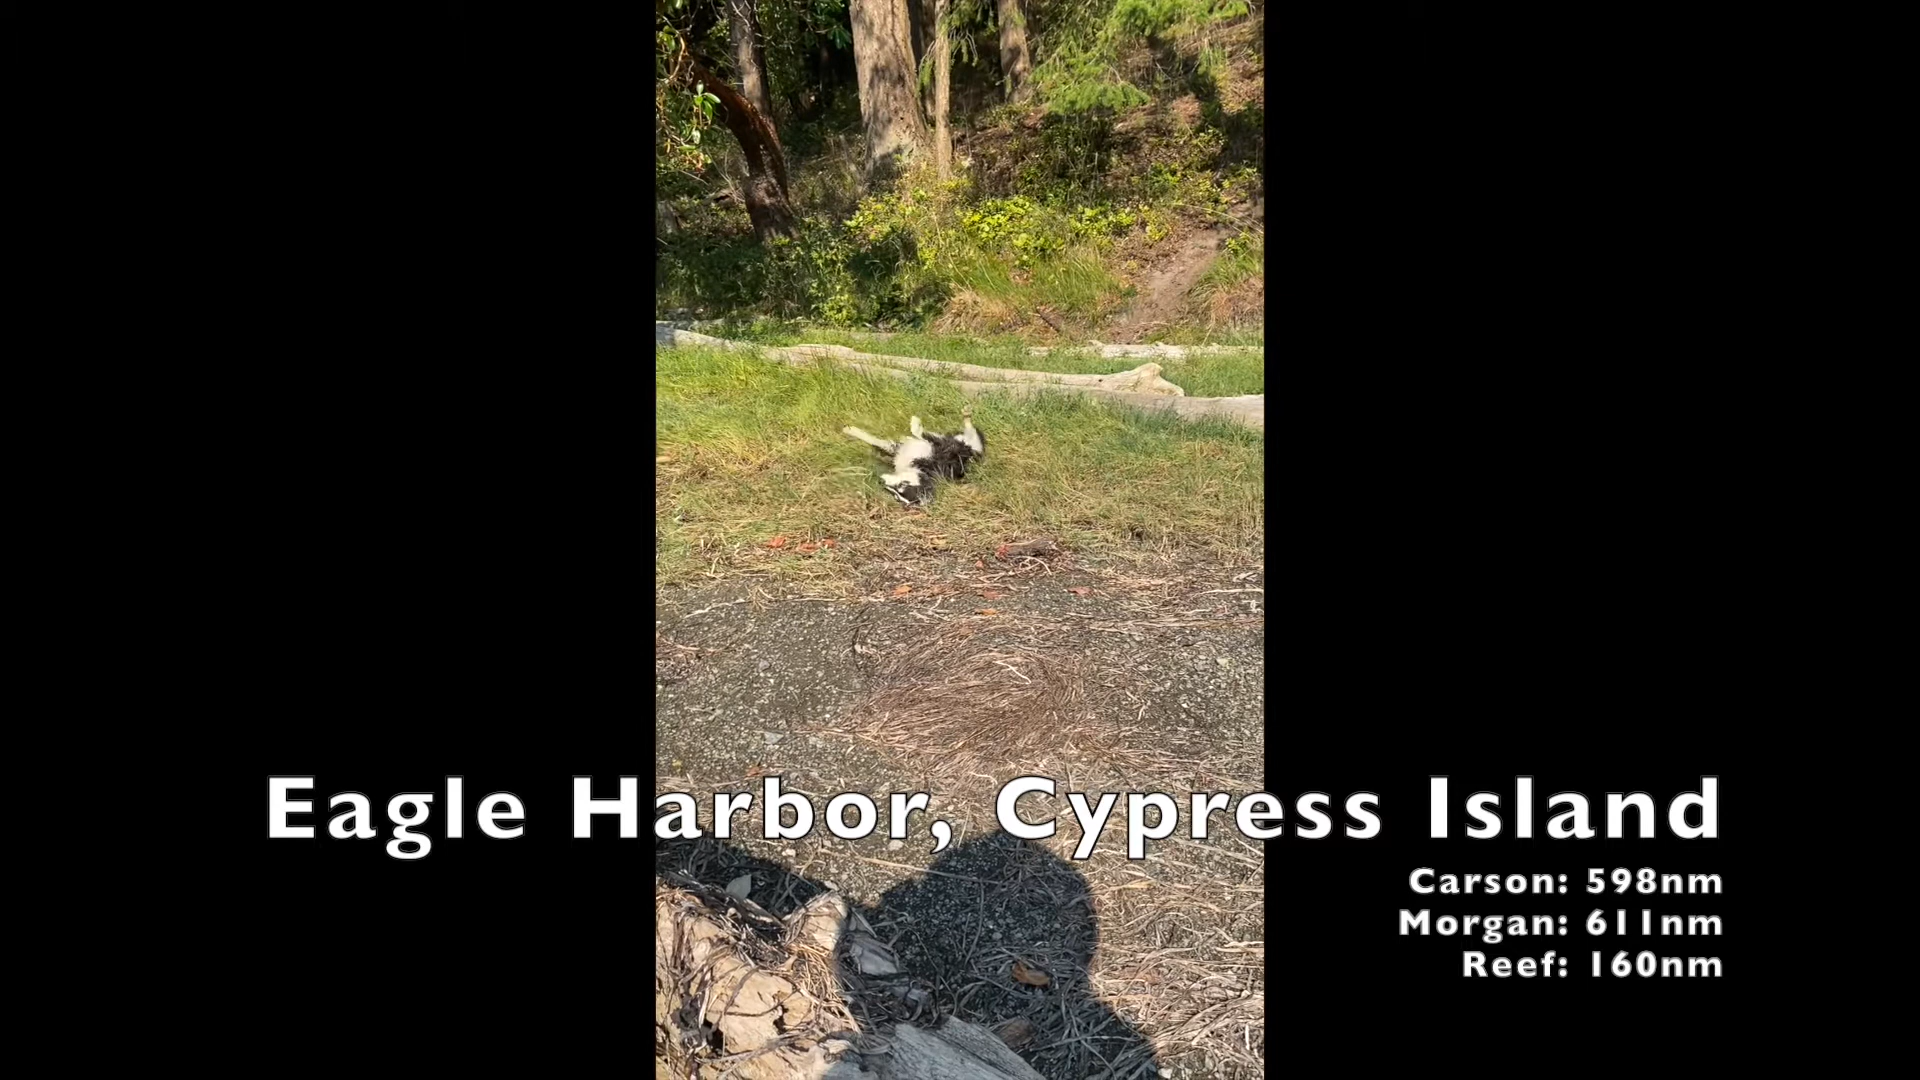 Eagle Harbor, Cypress Island
Carson: 598nm
Morgan: 611nm
Reef: 160nm